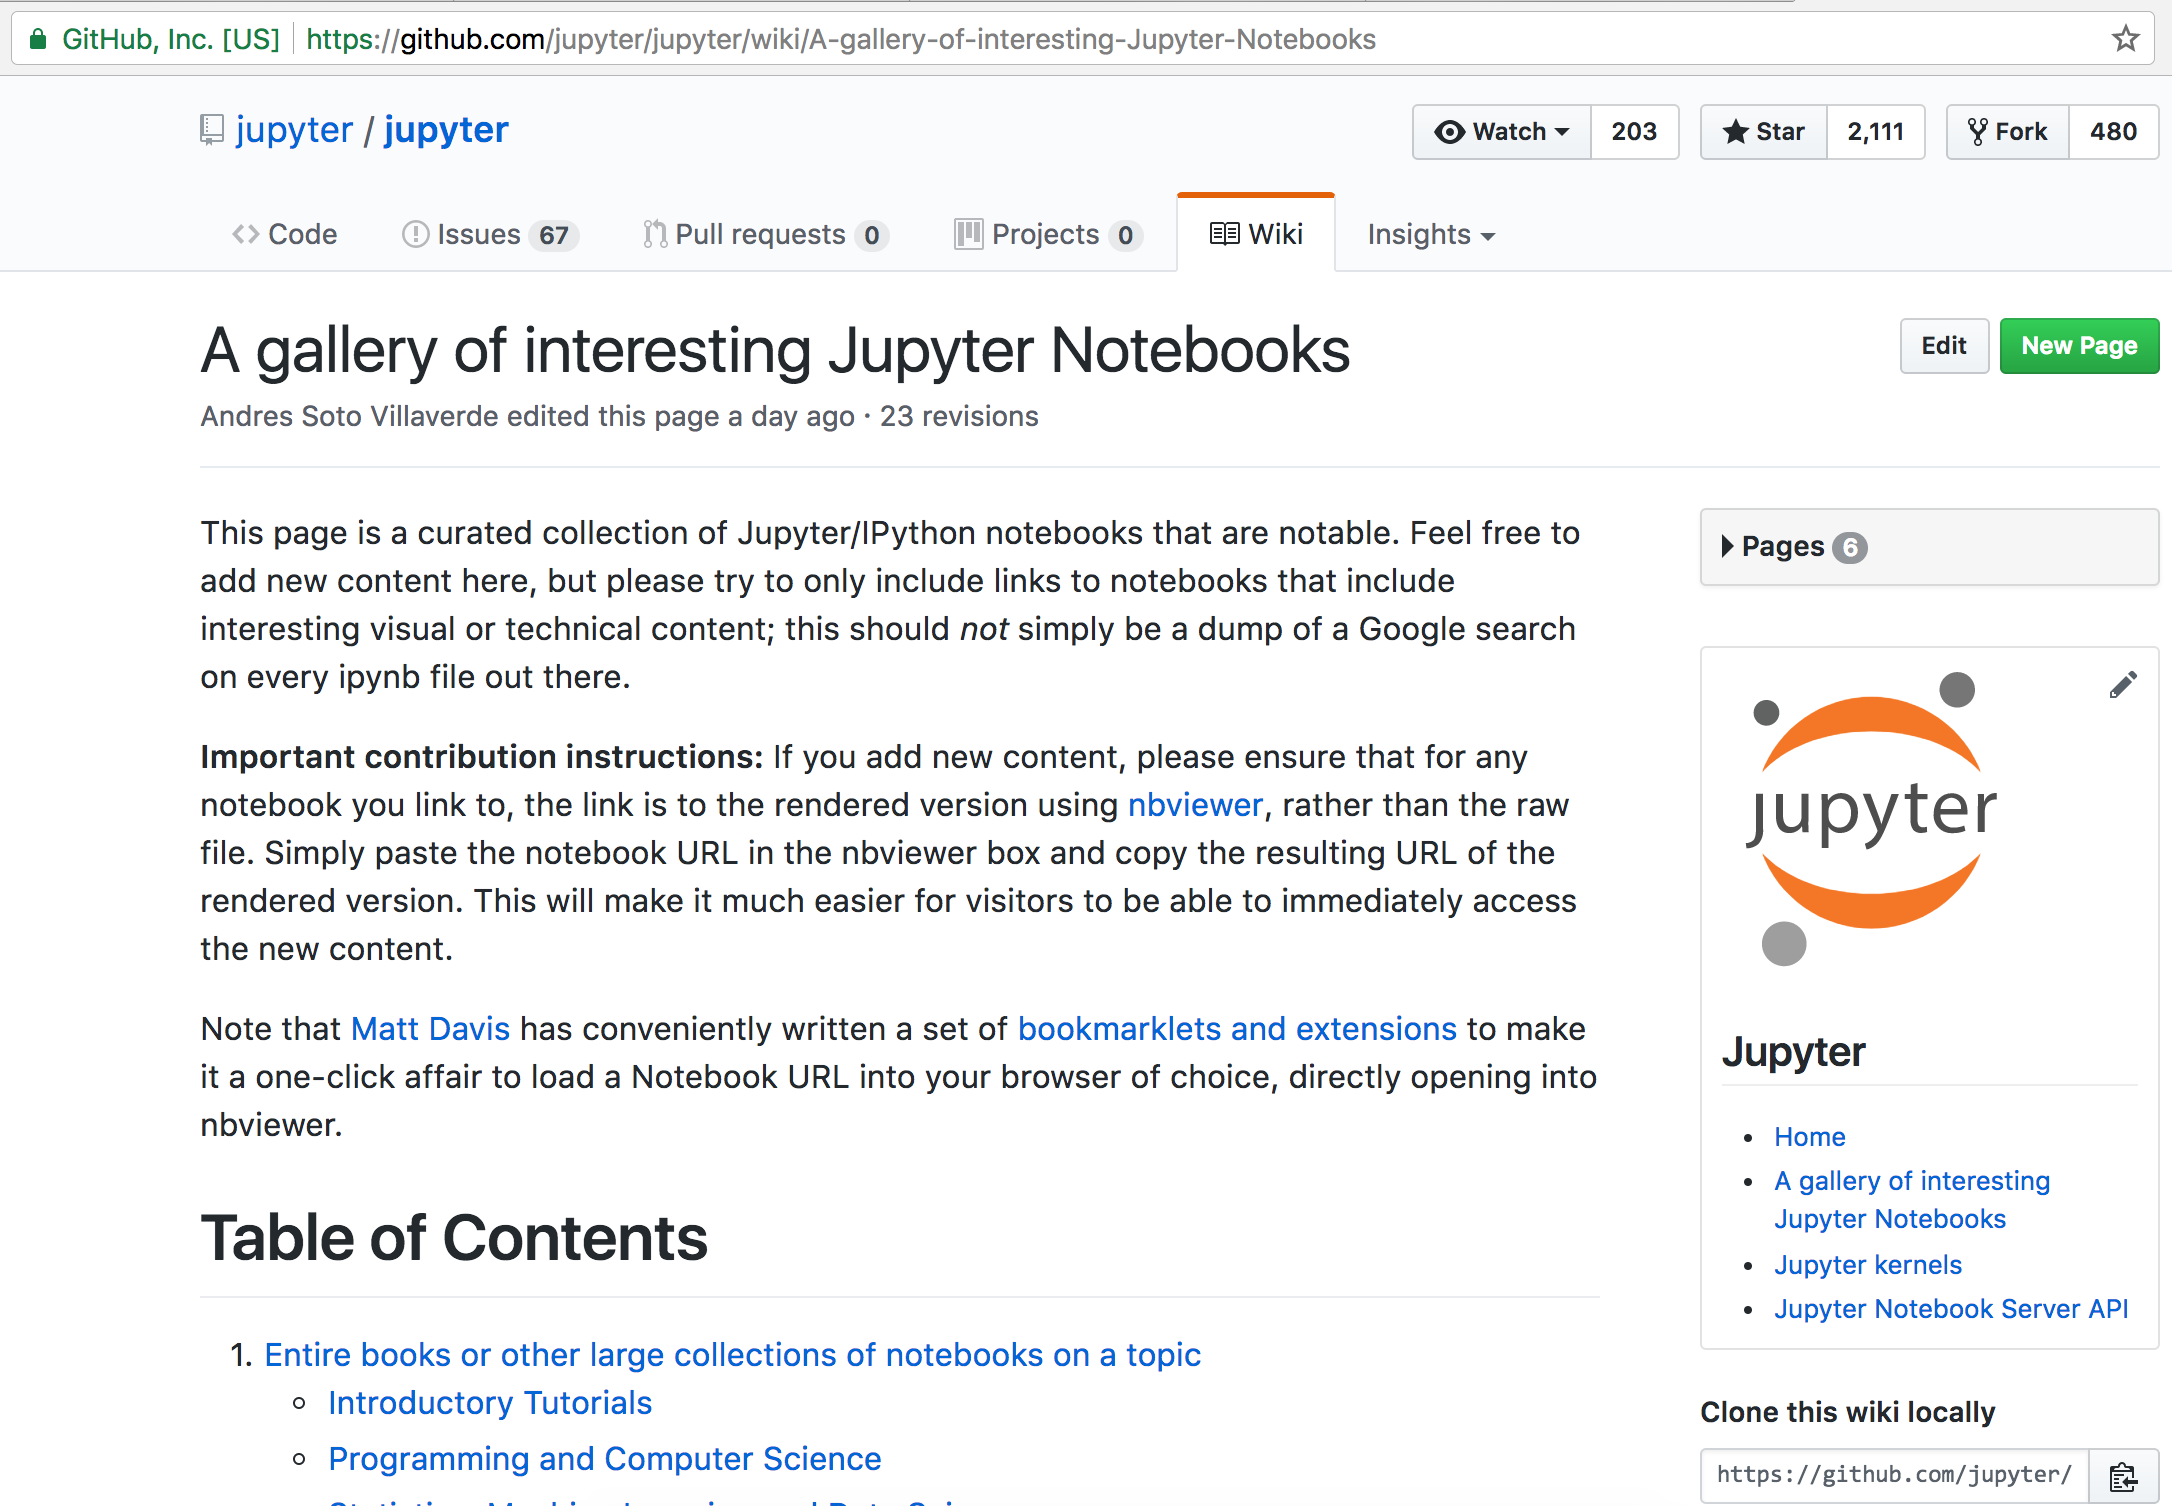 GitHub, Inc. [US] https://github.com/jupyter/jupyter/wiki/A-gallery-of-interesting-Jupyter-Notebooks
jupyter / jupyter
Watch 203 Star 2,111 Fork 480
Code Issues 67 Pull requests 0 Projects 0 Wiki Insights
A gallery of interesting Jupyter Notebooks
Edit New Page
Andres Soto Villaverde edited this page a day ago · 23 revisions
This page is a curated collection of Jupyter/IPython notebooks that are notable. Feel free to
add new content here, but please try to only include links to notebooks that include
interesting visual or technical content; this should not simply be a dump of a Google search
on every ipynb file out there.
Important contribution instructions: If you add new content, please ensure that for any
notebook you link to, the link is to the rendered version using nbviewer, rather than the raw
file. Simply paste the notebook URL in the nbviewer box and copy the resulting URL of the
rendered version. This will make it much easier for visitors to be able to immediately access
the new content.
Note that Matt Davis has conveniently written a set of bookmarklets and extensions to make
it a one-click affair to load a Notebook URL into your browser of choice, directly opening into
nbviewer.
Table of Contents
1. Entire books or other large collections of notebooks on a topic
Introductory Tutorials
Programming and Computer Science
Pages 6
jupyter
Jupyter
Home
A gallery of interesting
Jupyter Notebooks
Jupyter kernels
Jupyter Notebook Server API
Clone this wiki locally
https://github.com/jupyter/